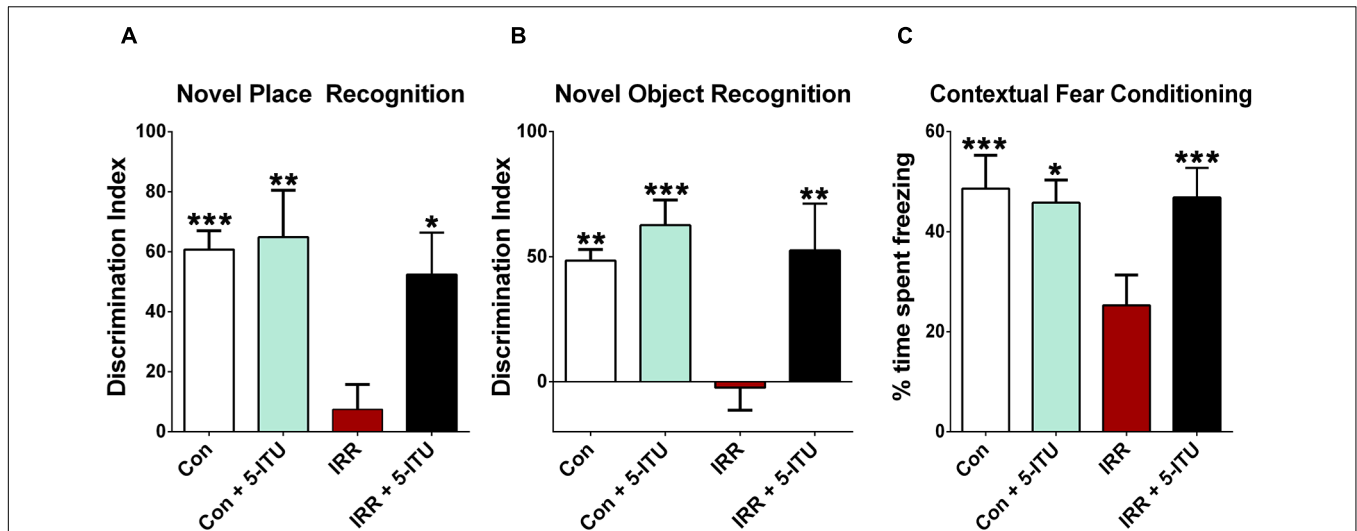 A
Novel Place Recognition
Discrimination Index
100
80
60
40
20
0
***
**
*
Con
Con + 5-ITU
IRR
IRR + 5-ITU
B
Novel Object Recognition
Discrimination Index
100
50
0
**
***
**
Con
Con + 5-ITU
IRR
IRR + 5-ITU
C
Contextual Fear Conditioning
% time spent freezing
60
40
20
0
***
*
***
Con
Con + 5-ITU
IRR
IRR + 5-ITU